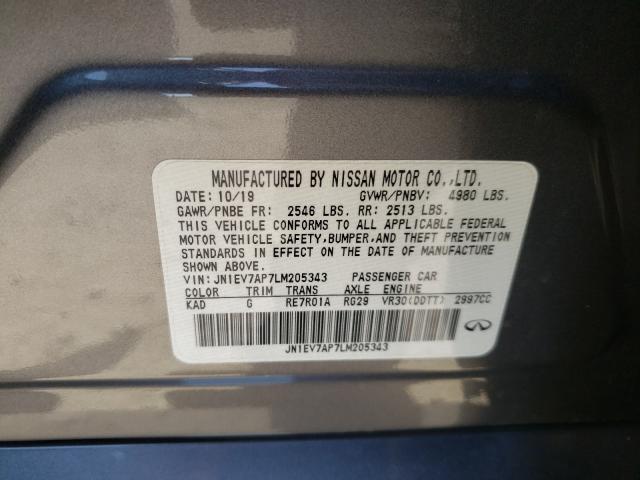 MANUFACTURED BY NISSAN MOTOR CO.,LTD.
DATE: 10/19 GVWR/PNBV: 4980 LBS.
GAWR/PNBE FR: 2546 LBS. RR: 2513 LBS.
THIS VEHICLE CONFORMS TO ALL APPLICABLE FEDERAL
MOTOR VEHICLE SAFETY,BUMPER,AND THEFT PREVENTION
STANDARDS IN EFFECT ON THE DATE OF MANUFACTURE
SHOWN ABOVE.
VIN: JN1EV7AP7LM205343 PASSENGER CAR
COLOR TRIM TRANS AXLE ENGINE
KAD G RE7R01A RG29 VR30(DDTT) 2997CC
JN1EV7AP7LM205343